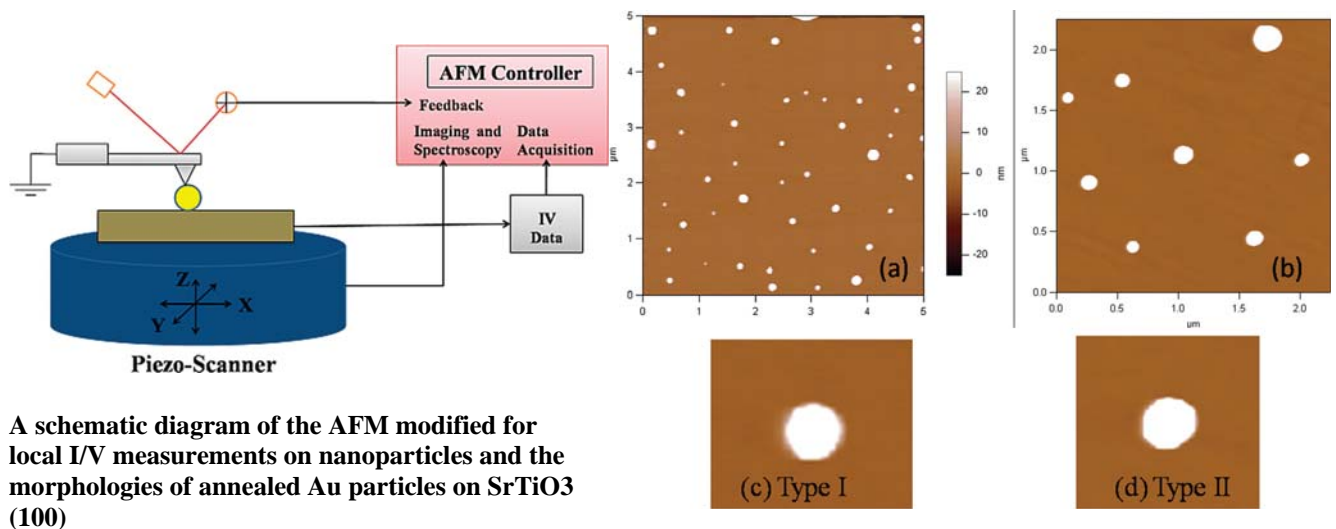 AFM Controller
Feedback
Imaging and Data
Spectroscopy Acquisition
IV
Data
Z
X
Y
Piezo-Scanner
A schematic diagram of the AFM modified for
local I/V measurements on nanoparticles and the
morphologies of annealed Au particles on SrTiO3
(100)
5
4
3
2
1
0
µm
0 1 2 3 4 5
µm
(a)
20
10
0
-10
-20
nm
2.0
1.5
1.0
0.5
0.0
µm
0.0 0.5 1.0 1.5 2.0
µm
(b)
(c) Type I
(d) Type II